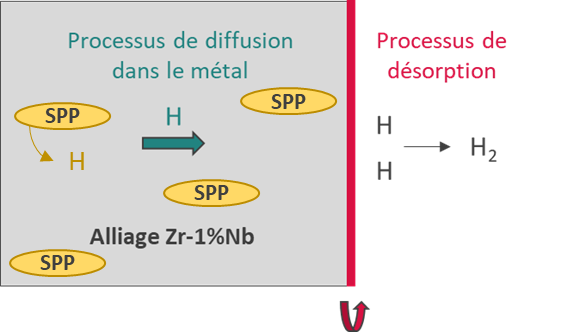 Processus de diffusion
dans le métal
Processus de
désorption
SPP
SPP
H
H
H
H
H₂
SPP
Alliage Zr-1%Nb
SPP